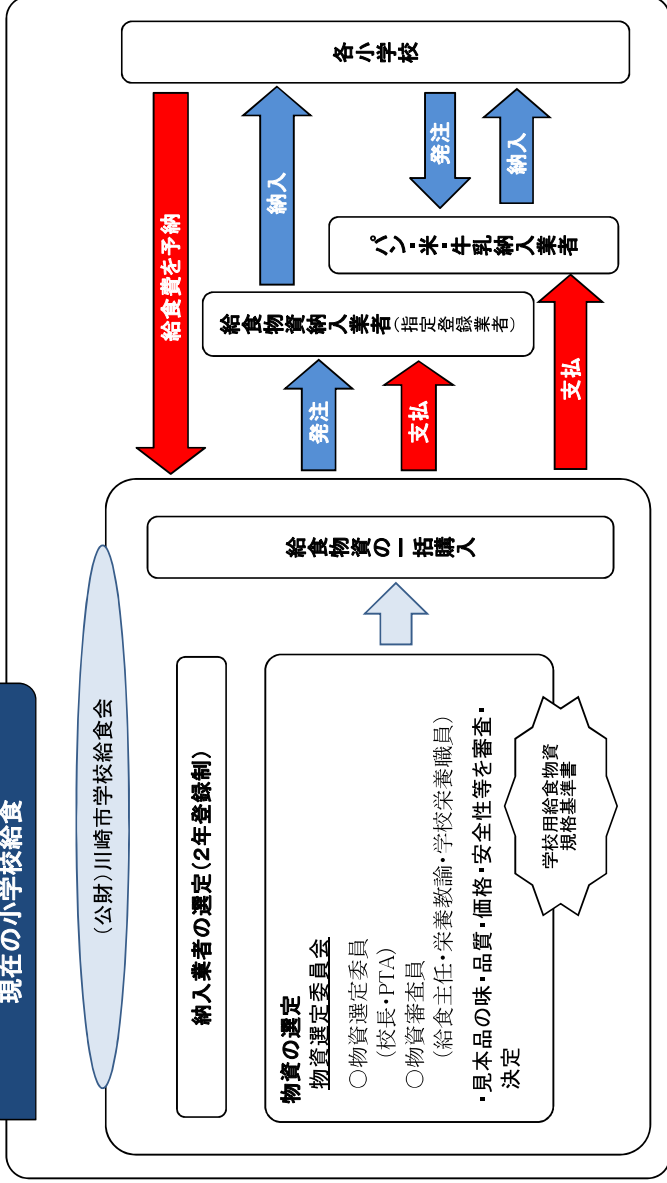 現在の小学校給食
(公財)川崎市学校給食会
納入業者の選定(2年登録制)
物資の選定
物資選定委員会
○物資選定委員
(校長・PTA)
○物資審査員
(給食主任・栄養教諭・学校栄養職員)
・見本品の味・品質・価格・安全性等を審査・
決定
学校用給食物資
規格基準書
給食物資の一括購入
給食費を予納
発注
支払
支払
給食物資納入業者(指定登録業者)
パン・米・牛乳納入業者
納入
発注
納入
各小学校